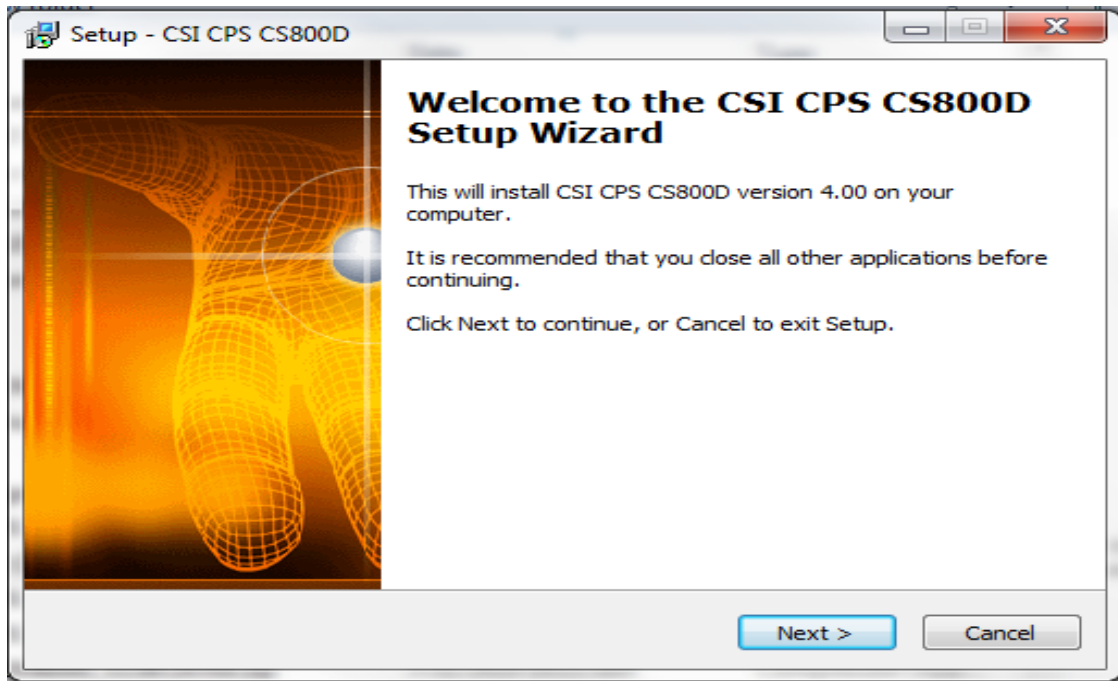 Setup - CSI CPS CS800D
Welcome to the CSI CPS CS800D
Setup Wizard
This will install CSI CPS CS800D version 4.00 on your
computer.
It is recommended that you close all other applications before
continuing.
Click Next to continue, or Cancel to exit Setup.
Next >
Cancel